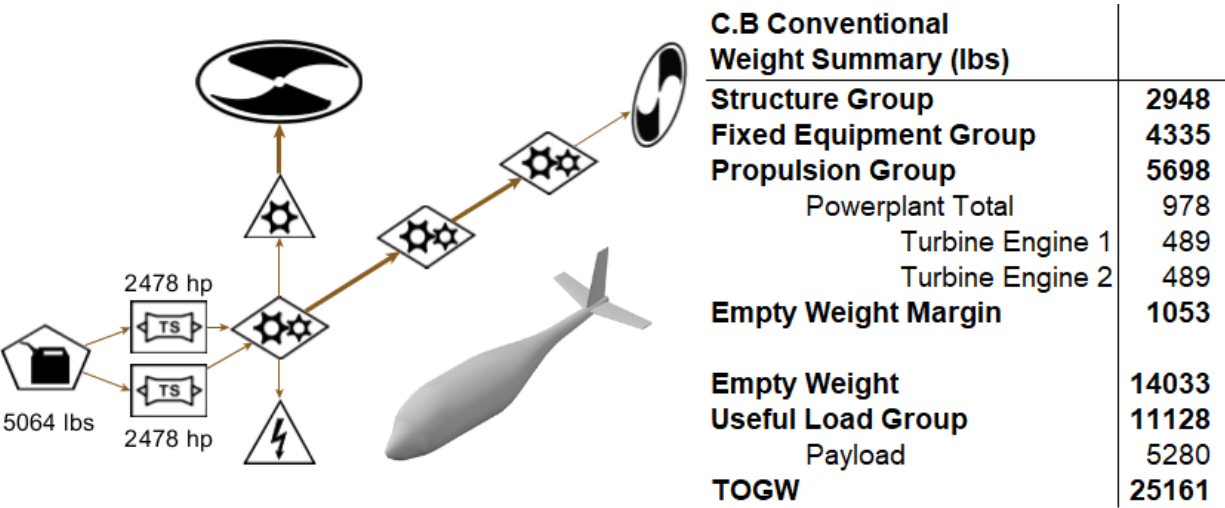 2478 hp
TS
TS
5064 lbs
2478 hp
C.B Conventional
Weight Summary (lbs)
Structure Group 2948
Fixed Equipment Group 4335
Propulsion Group 5698
Powerplant Total 978
Turbine Engine 1 489
Turbine Engine 2 489
Empty Weight Margin 1053
Empty Weight 14033
Useful Load Group 11128
Payload 5280
TOGW 25161